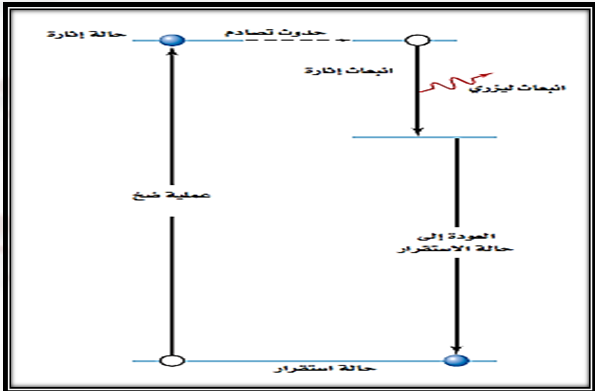 حالة إثارة
حدوث تصادم
انبعاث إثارة
انبعاث ليزري
عملية ضخ
العودة إلى
حالة الاستقرار
حالة استقرار